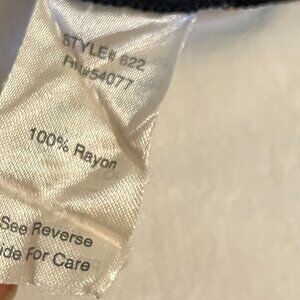 STYLE# 822
RN#54077
100% Rayon
See Reverse
ide For Care